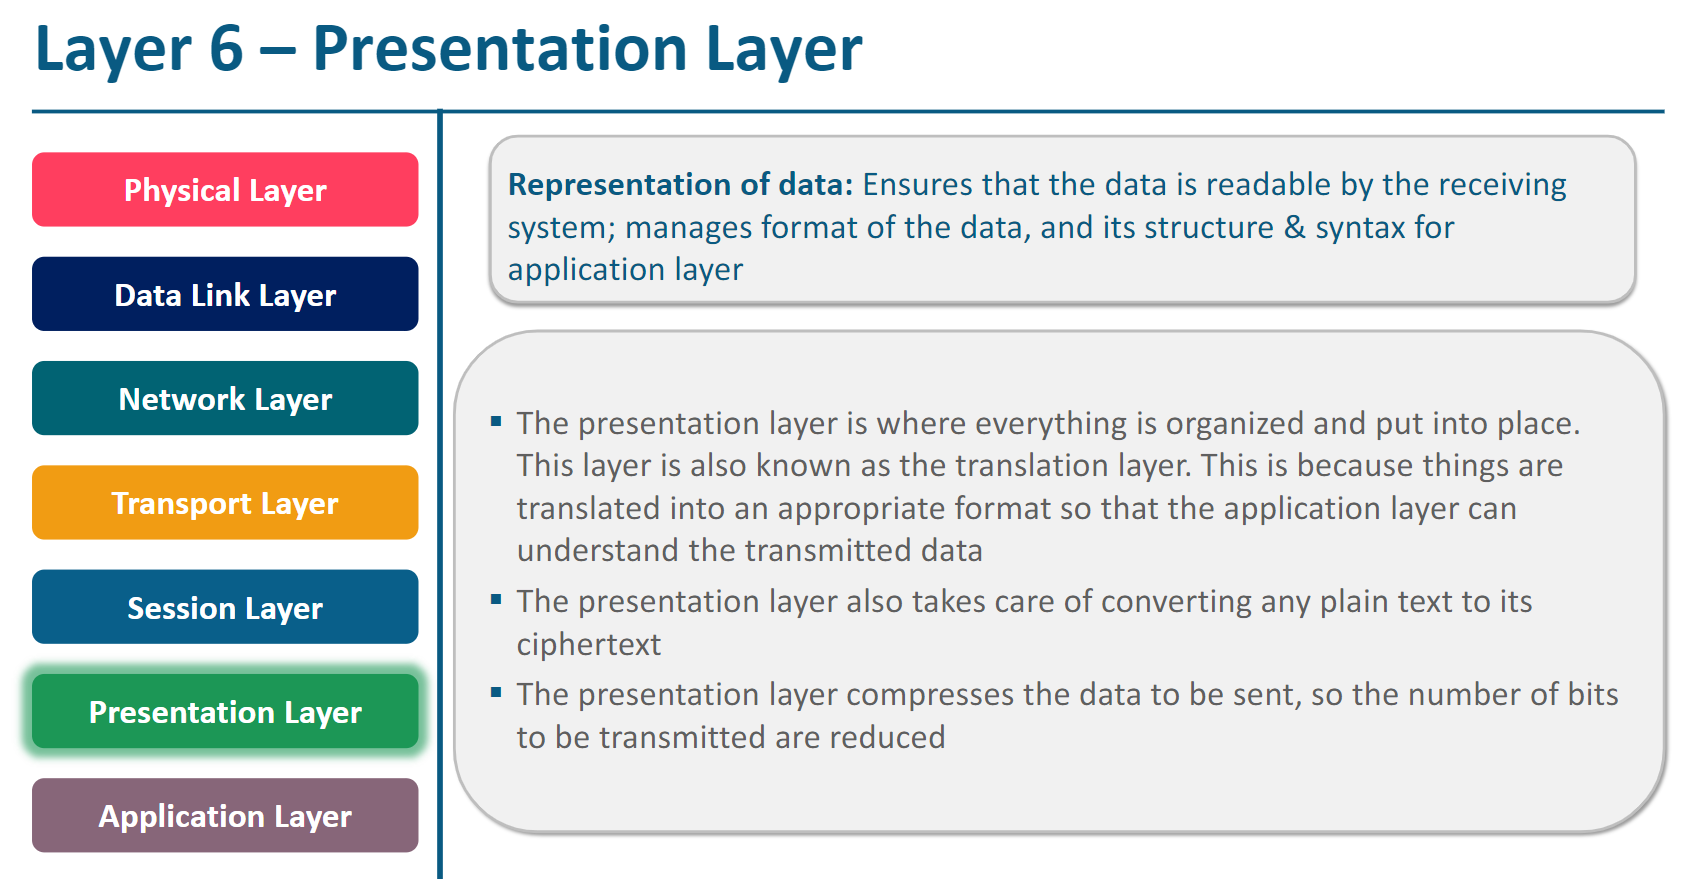 Layer 6 – Presentation Layer
Physical Layer
Data Link Layer
Network Layer
Transport Layer
Session Layer
Presentation Layer
Application Layer
Representation of data: Ensures that the data is readable by the receiving
system; manages format of the data, and its structure & syntax for
application layer
▪ The presentation layer is where everything is organized and put into place.
This layer is also known as the translation layer. This is because things are
translated into an appropriate format so that the application layer can
understand the transmitted data
▪ The presentation layer also takes care of converting any plain text to its
ciphertext
▪ The presentation layer compresses the data to be sent, so the number of bits
to be transmitted are reduced